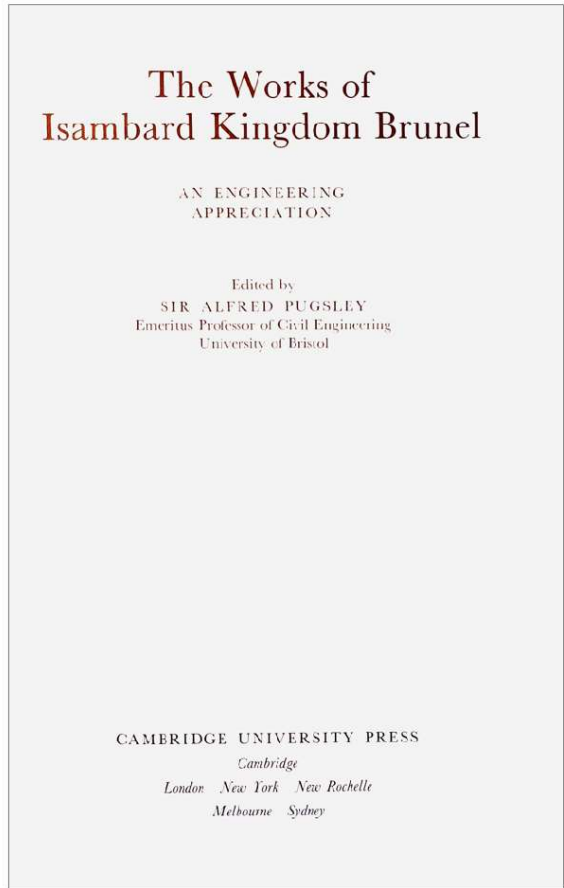 The Works of
Isambard Kingdom Brunel
AN ENGINEERING
APPRECIATION
Edited by
SIR ALFRED PUGSLEY
Emeritus Professor of Civil Engineering
University of Bristol
CAMBRIDGE UNIVERSITY PRESS
Cambridge
London New York New Rochelle
Melbourne Sydney